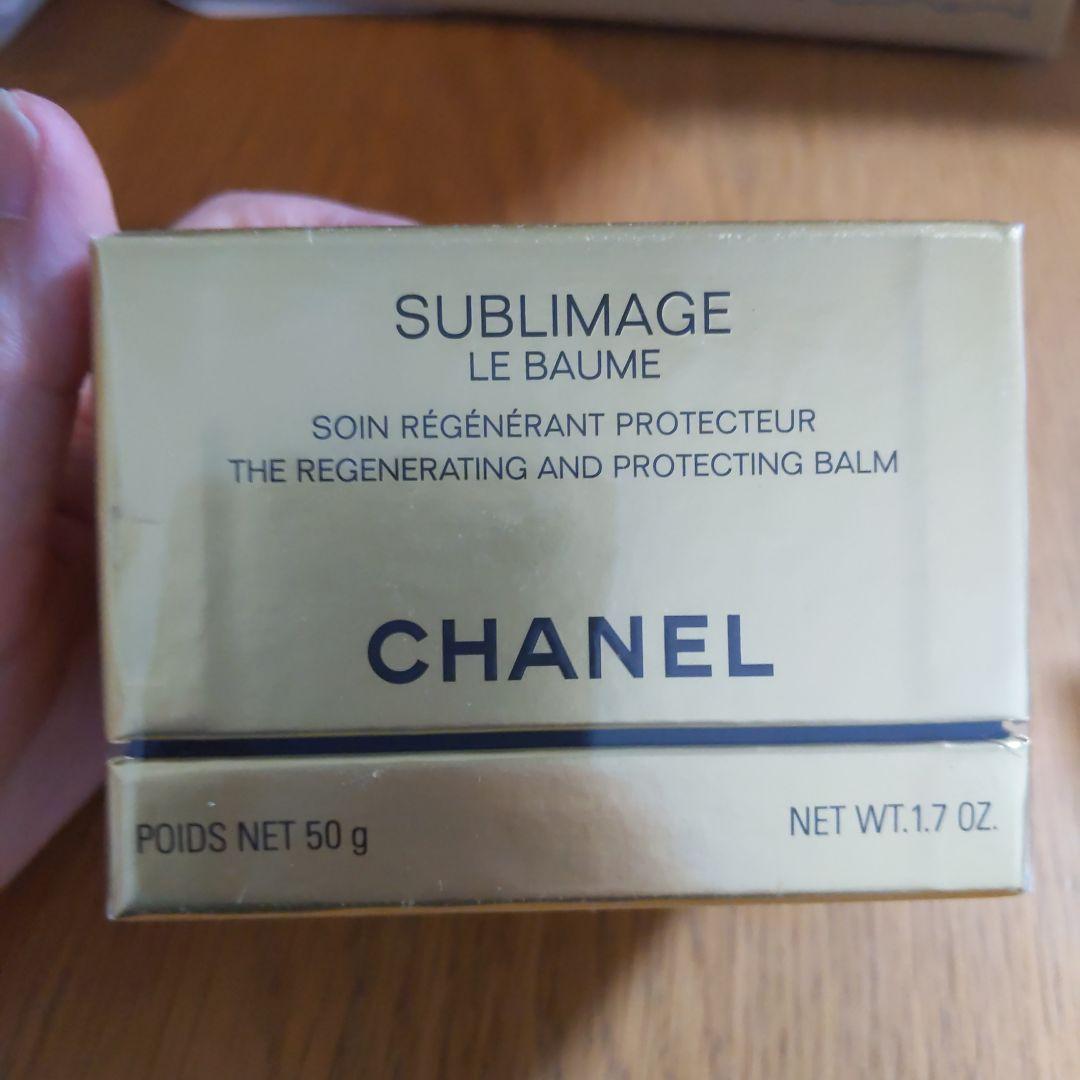 SUBLIMAGE
LE BAUME
SOIN RÉGÉNÉRANT PROTECTEUR
THE REGENERATING AND PROTECTING BALM
CHANEL
POIDS NET 50 g
NET WT.1.7 OZ.